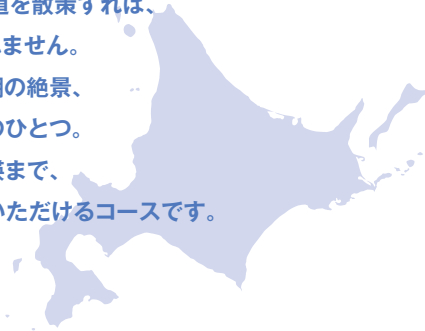 道を散策すれば、
ません。
の絶景、
のひとつ。
まで、
いただけるコースです。